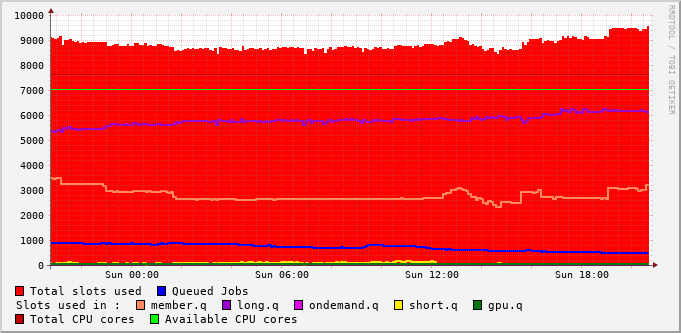 10000
9000
8000
7000
6000
5000
4000
3000
2000
1000
0
Sun 00:00 Sun 06:00 Sun 12:00 Sun 18:00
RRDTOOL / TOBI OETIKER
Total slots used Queued Jobs
Slots used in : member.q long.q ondemand.q short.q gpu.q
Total CPU cores Available CPU cores